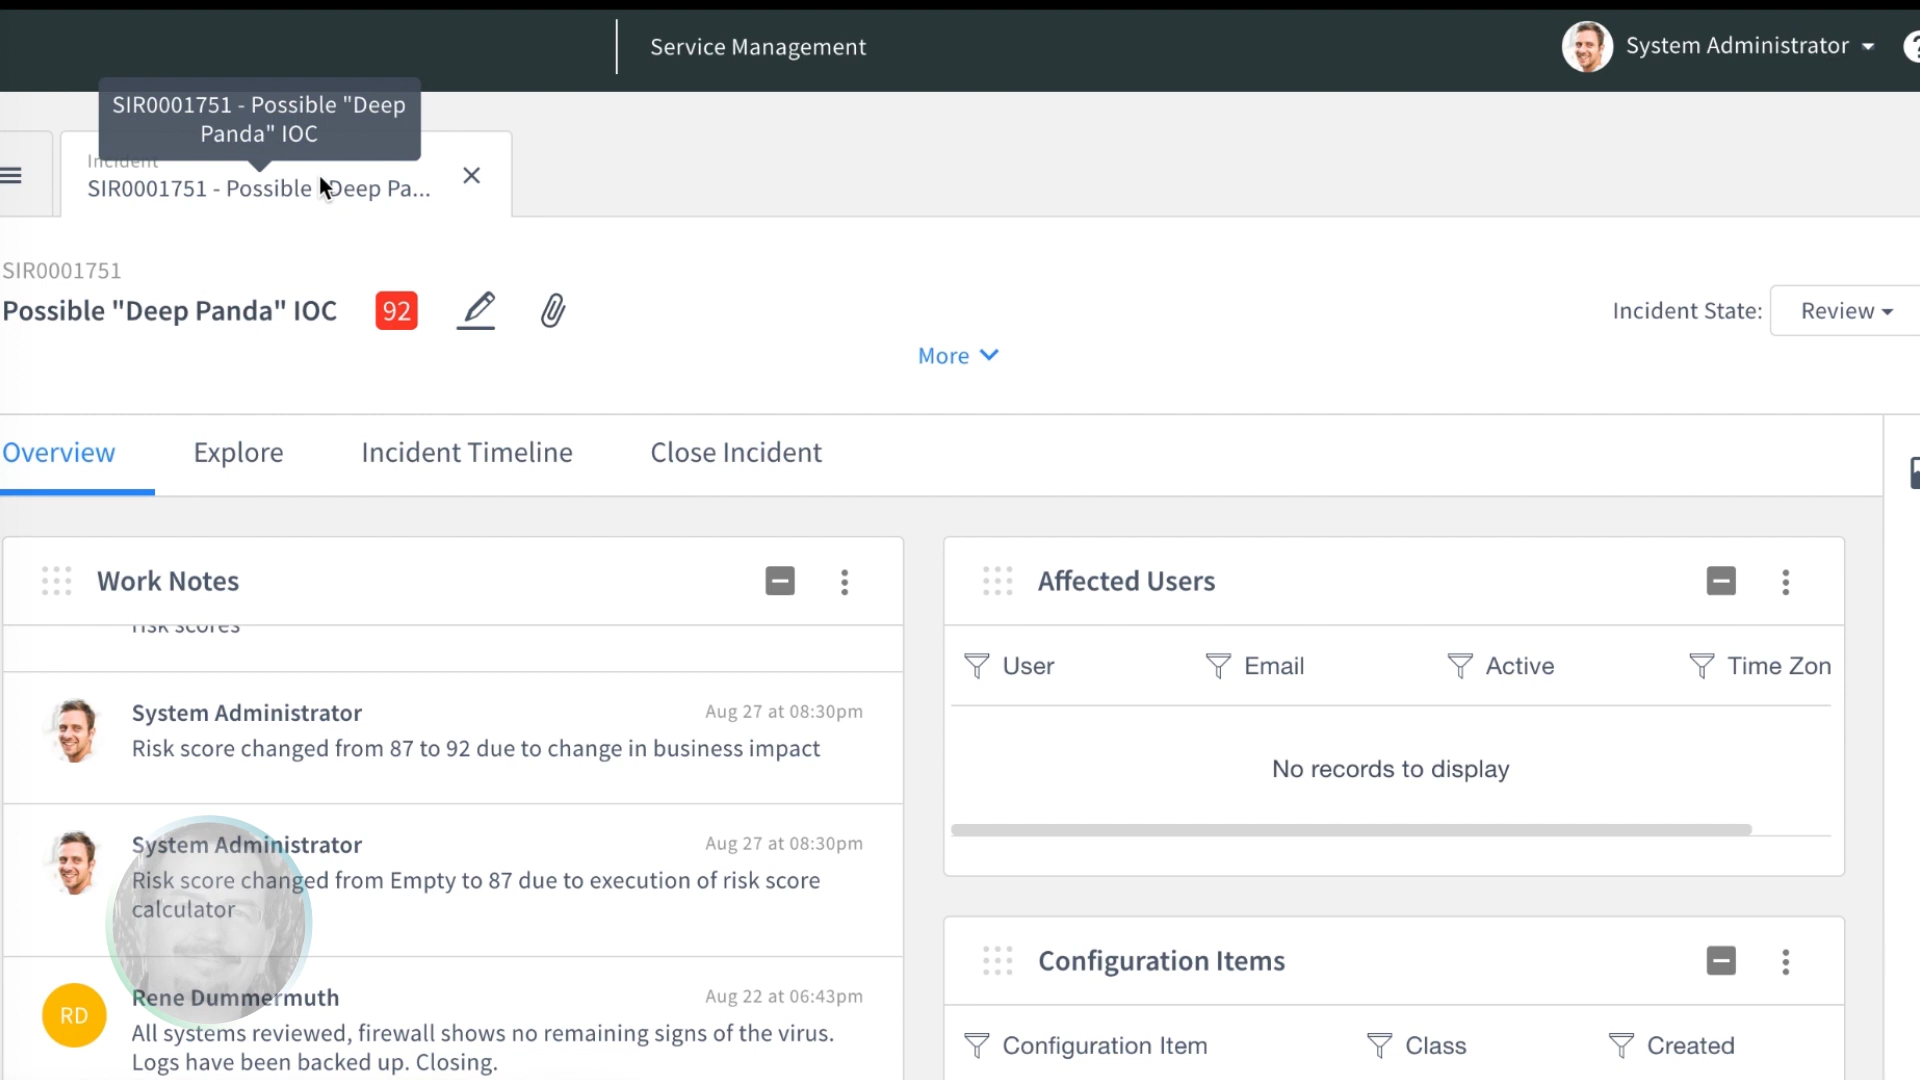 Service Management
System Administrator
?
SIR0001751 - Possible "Deep
Panda" IOC
Incident
SIR0001751 - Possible "Deep Pa...
SIR0001751
Possible "Deep Panda" IOC
92
Incident State:
Review
More
Overview
Explore
Incident Timeline
Close Incident
Work Notes
risk scores
System Administrator
Aug 27 at 08:30pm
Risk score changed from 87 to 92 due to change in business impact
System Administrator
Aug 27 at 08:30pm
Risk score changed from Empty to 87 due to execution of risk score
calculator
RD
Rene Dummermuth
Aug 22 at 06:43pm
All systems reviewed, firewall shows no remaining signs of the virus.
Logs have been backed up. Closing.
Affected Users
User
Email
Active
Time Zon
No records to display
Configuration Items
Configuration Item
Class
Created